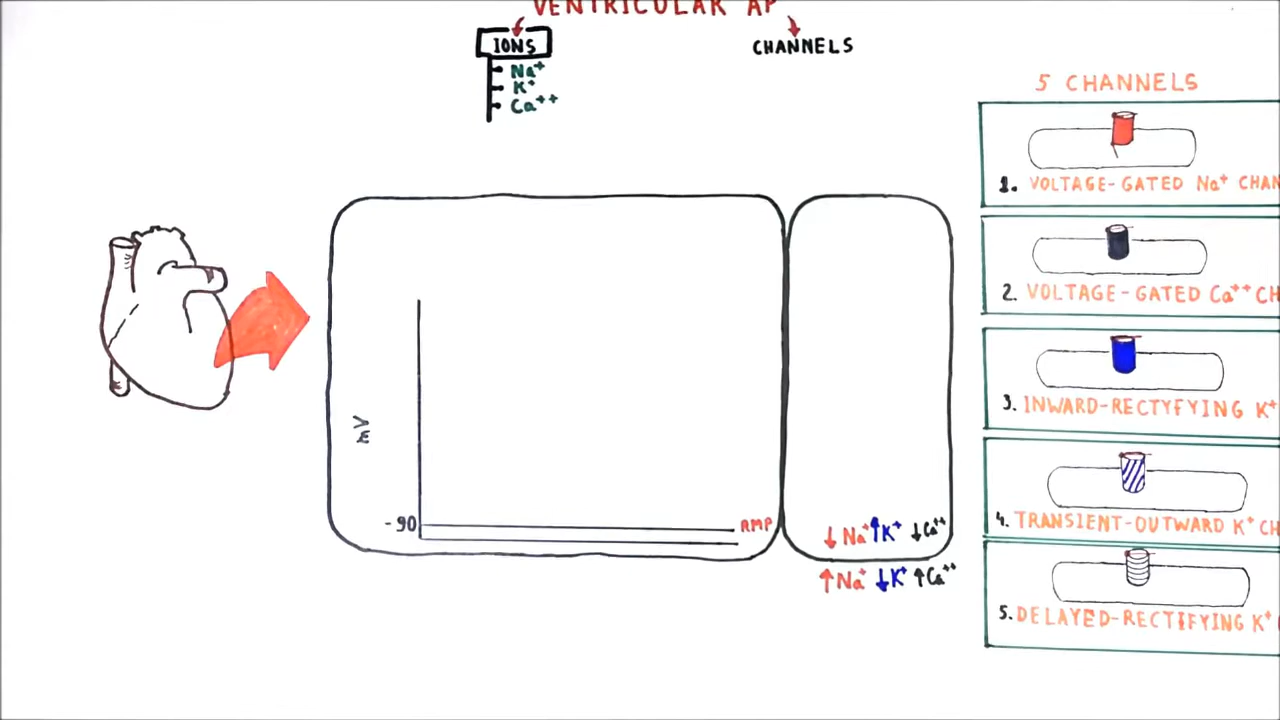 VENTRICULAR AP
IONS
Na⁺
K⁺
Ca⁺⁺
CHANNELS
5 CHANNELS
1. VOLTAGE-GATED Na⁺ CHAN
2. VOLTAGE-GATED Ca⁺⁺ CH
3. INWARD-RECTYFYING K⁺
4. TRANSIENT-OUTWARD K⁺ CH
5. DELAYED-RECTIFYING K⁺
mV
-90
RMP
↓Na⁺ ↑K⁺ ↓Ca⁺⁺
↑Na⁺ ↓K⁺ ↑Ca⁺⁺